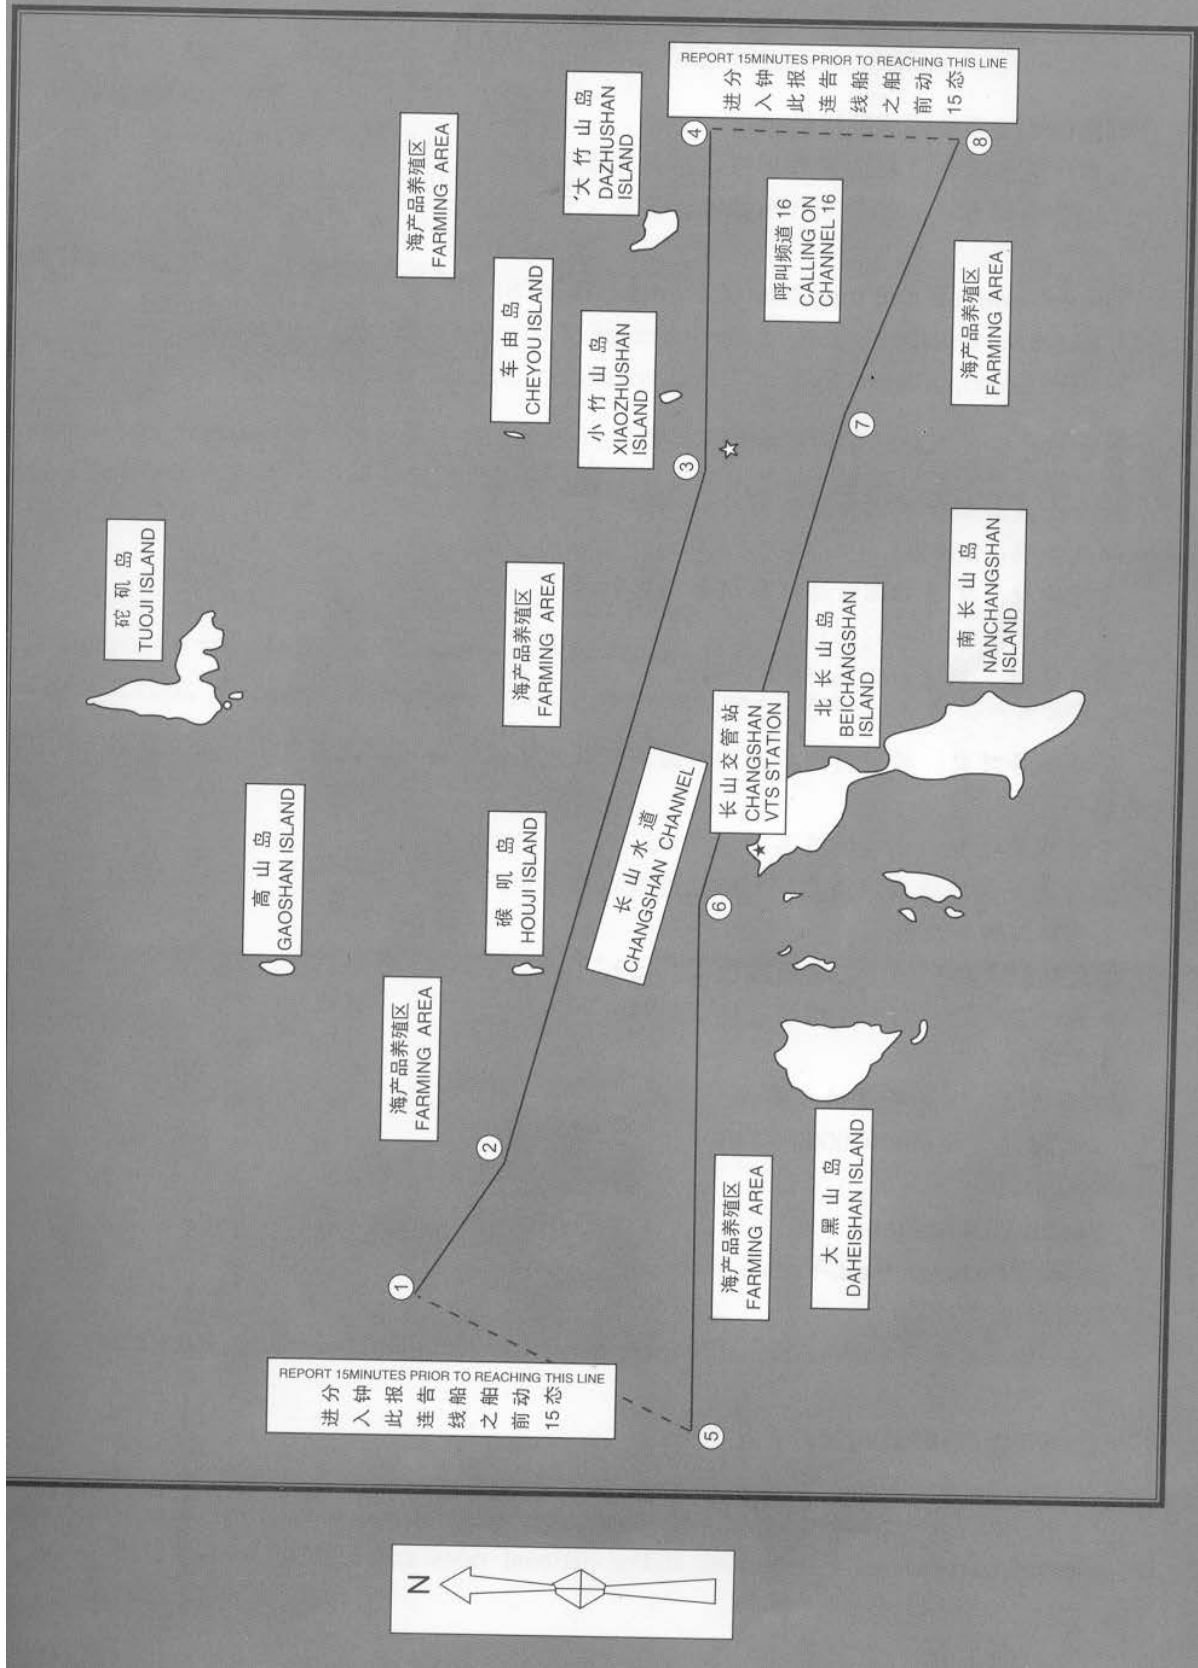 砣矶岛
TUOJI ISLAND
高山岛
GAOSHAN ISLAND
REPORT 15MINUTES PRIOR TO REACHING THIS LINE
进入此连线之前15
分钟报告船舶动态
海产品养殖区
FARMING AREA
海产品养殖区
FARMING AREA
1
2
N
猴矶岛
HOUJI ISLAND
车由岛
CHEYOU ISLAND
海产品养殖区
FARMING AREA
大竹山岛
DAZHUSHAN
ISLAND
小竹山岛
XIAOZHUSHAN
ISLAND
长山水道
CHANGSHAN CHANNEL
3
4
REPORT 15MINUTES PRIOR TO REACHING THIS LINE
进入此连线之前15
分钟报告船舶动态
5
6
海产品养殖区
FARMING AREA
长山交管站
CHANGSHAN
VTS STATION
呼叫频道16
CALLING ON
CHANNEL 16
大黑山岛
DAHEISHAN ISLAND
北长山岛
BEICHANGSHAN
ISLAND
7
8
南长山岛
NANCHANGSHAN
ISLAND
海产品养殖区
FARMING AREA